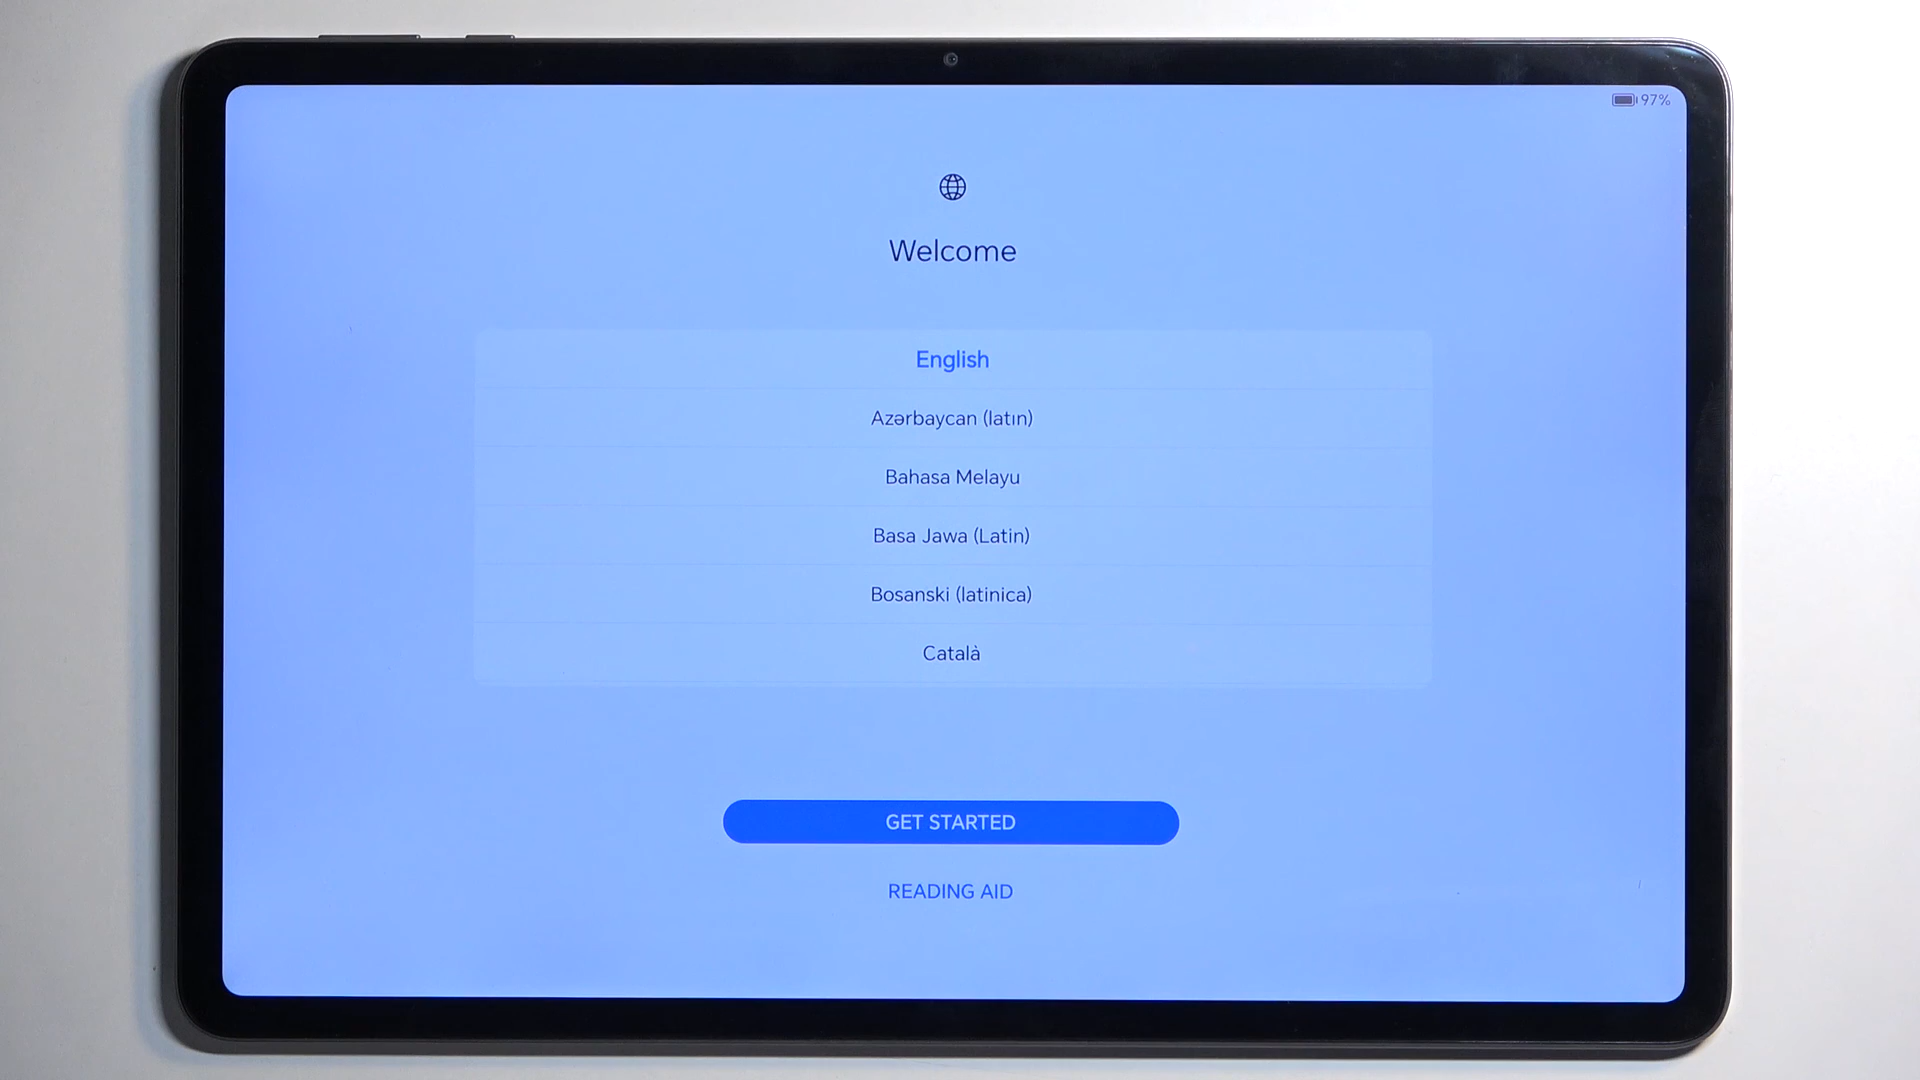 97%
Welcome
English
Azərbaycan (latın)
Bahasa Melayu
Basa Jawa (Latin)
Bosanski (latinica)
Català
GET STARTED
READING AID